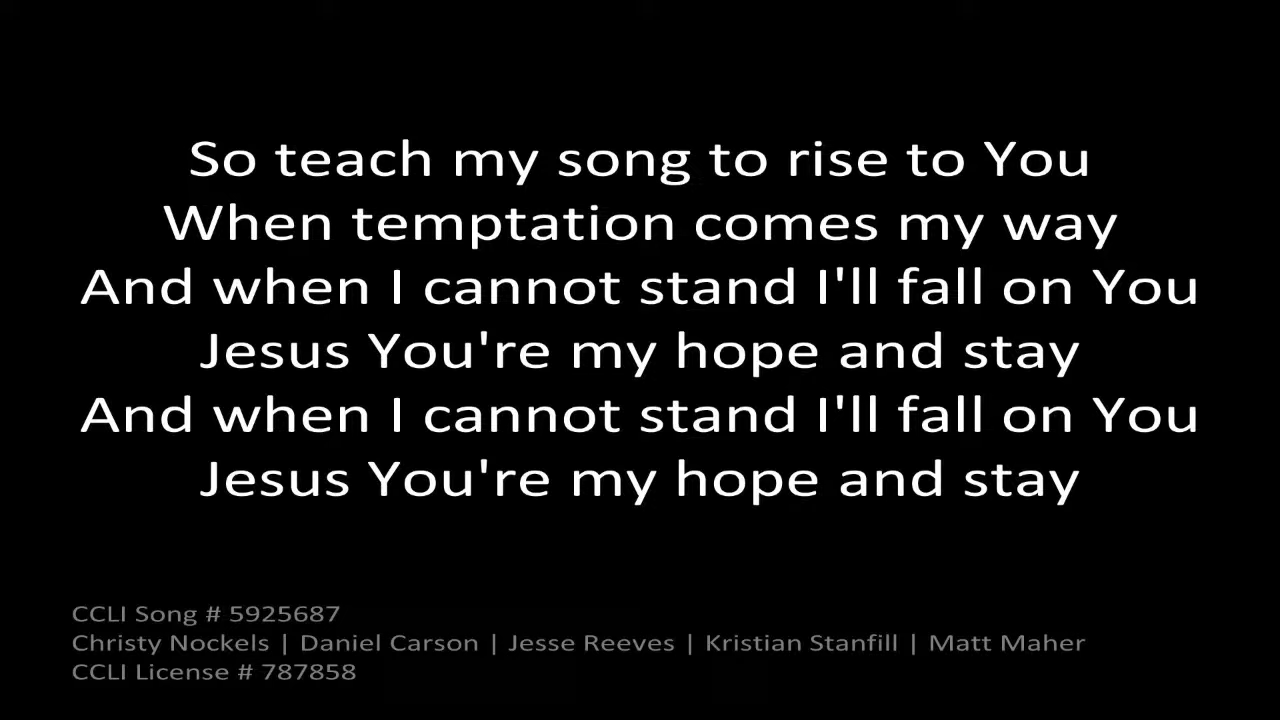 So teach my song to rise to You
When temptation comes my way
And when I cannot stand I'll fall on You
Jesus You're my hope and stay
And when I cannot stand I'll fall on You
Jesus You're my hope and stay
CCLI Song # 5925687
Christy Nockels | Daniel Carson | Jesse Reeves | Kristian Stanfill | Matt Maher
CCLI License # 787858